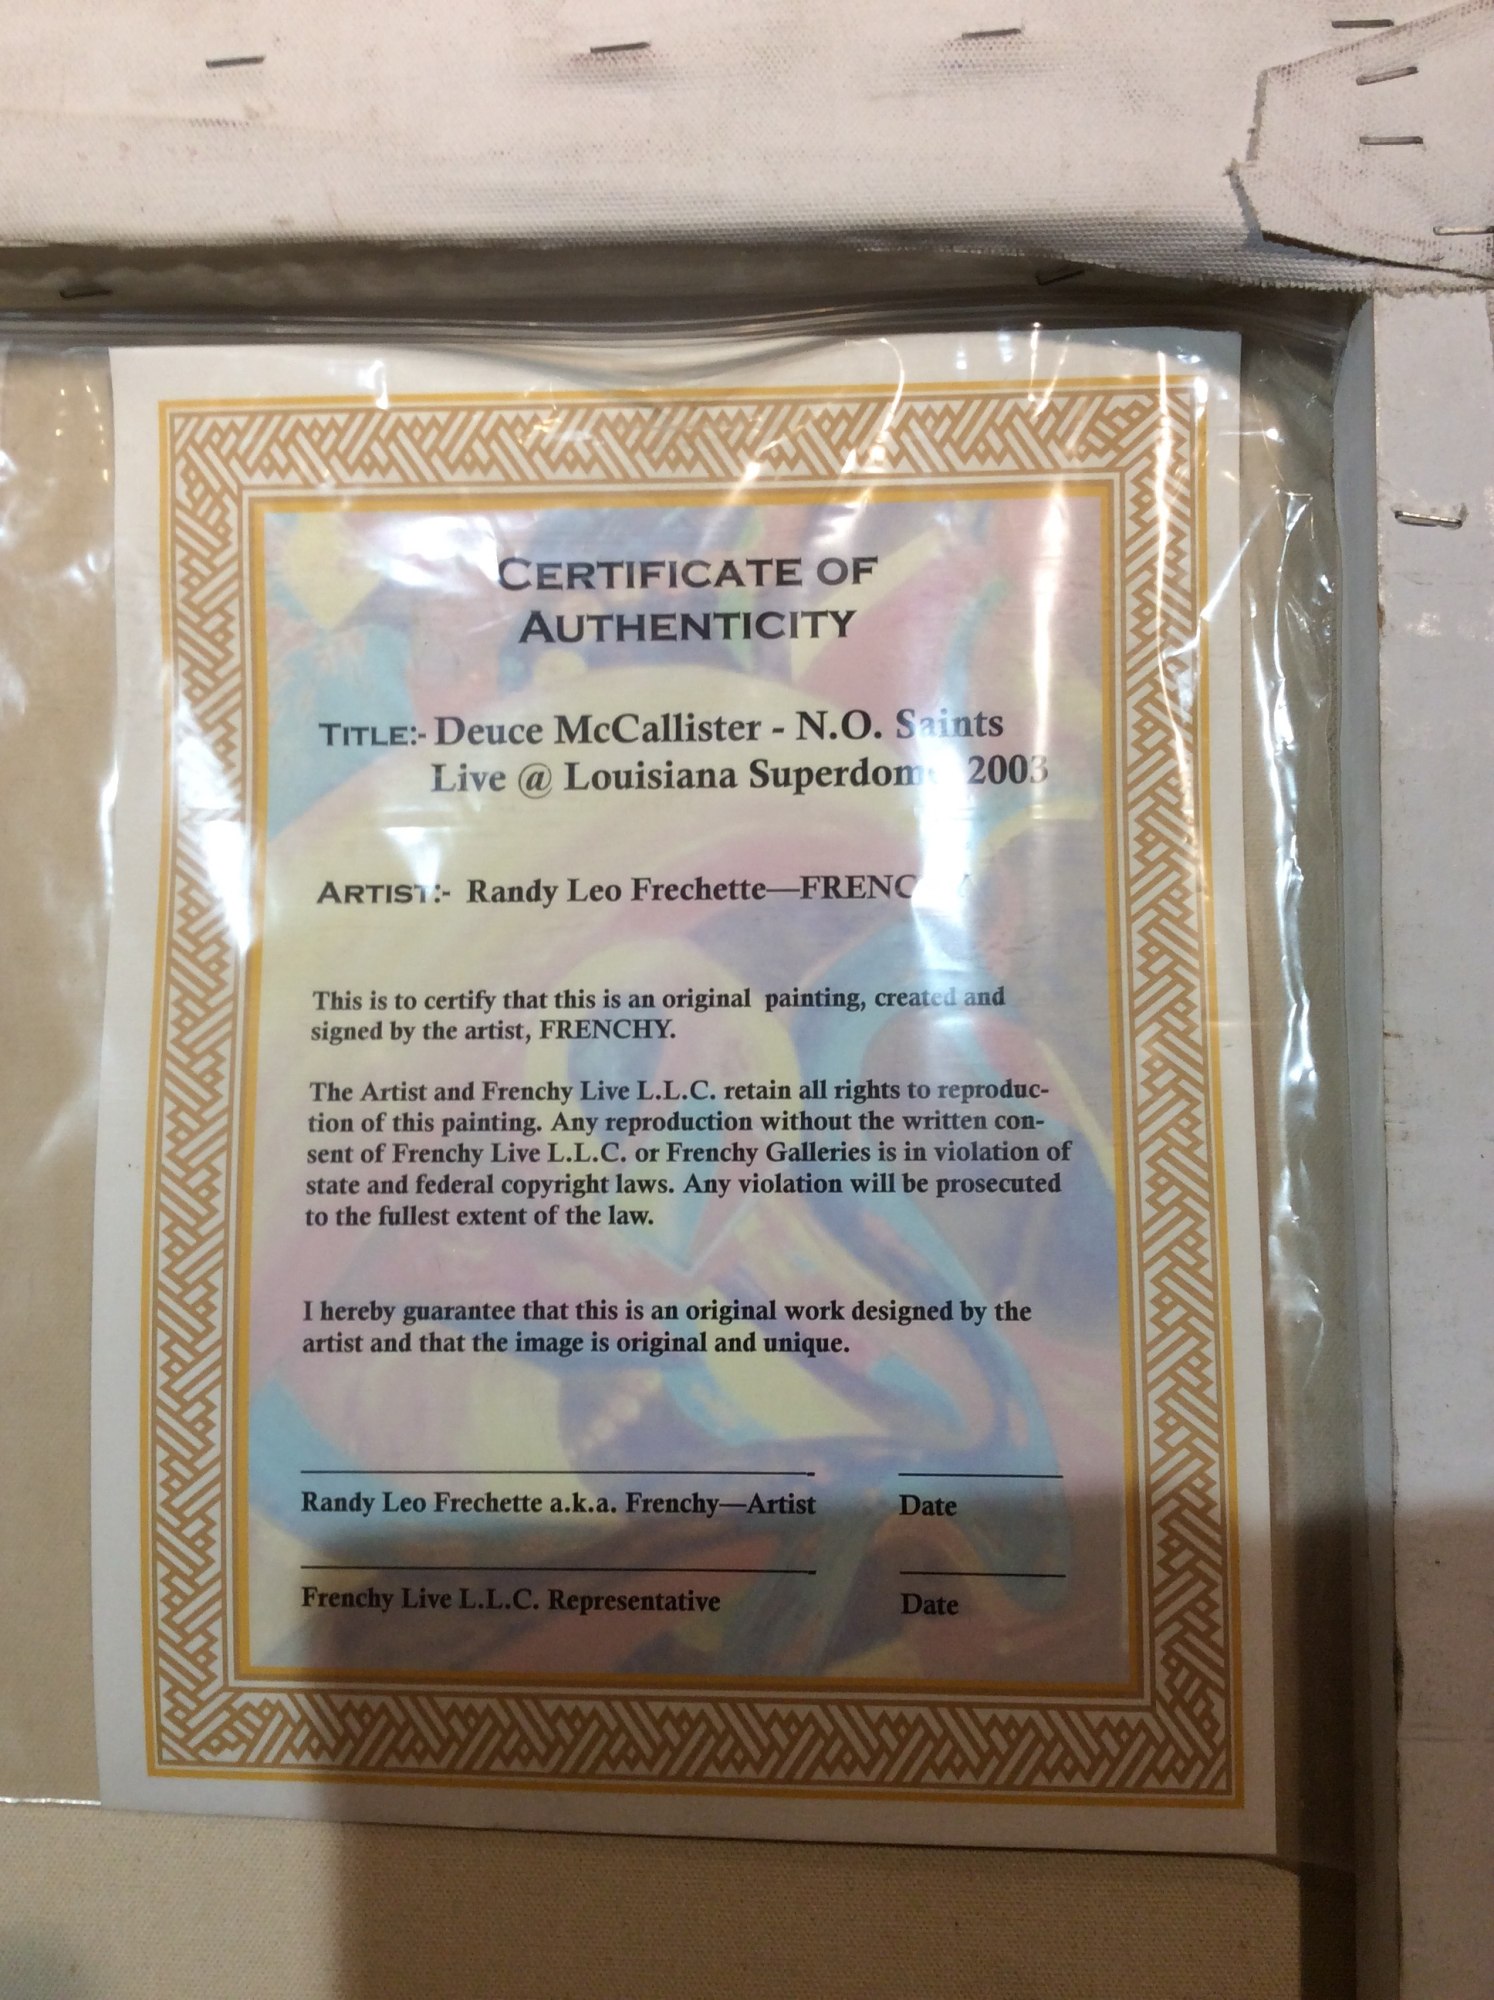 CERTIFICATE OF
AUTHENTICITY
TITLE:- Deuce McCallister - N.O. Saints
Live @ Louisiana 2003
ARTIST:- Randy Leo Frechette—
This is to certify that this is an original painting, created and
signed by the artist, FRENCHY.
The Artist and Frenchy Live L.L.C. retain all rights to reproduc-
tion of this painting. Any reproduction without the written con-
sent of Frenchy Live L.L.C. or Frenchy Galleries is in violation of
state and federal copyright laws. Any violation will be prosecuted
to the fullest extent of the law.
I hereby guarantee that this is an original work designed by the
artist and that the image is original and unique.
Randy Leo Frechette a.k.a. Frenchy—Artist Date
Frenchy Live L.L.C. Representative Date